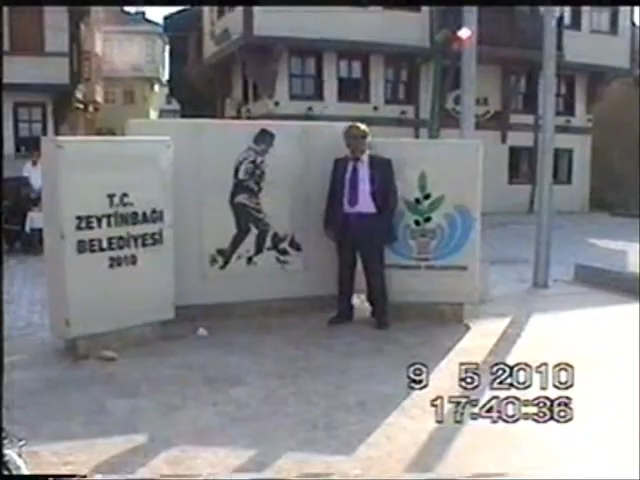 T.C.
ZEYTİNBAĞI
BELEDİYESİ
2010
9 5 2010
17:40:36